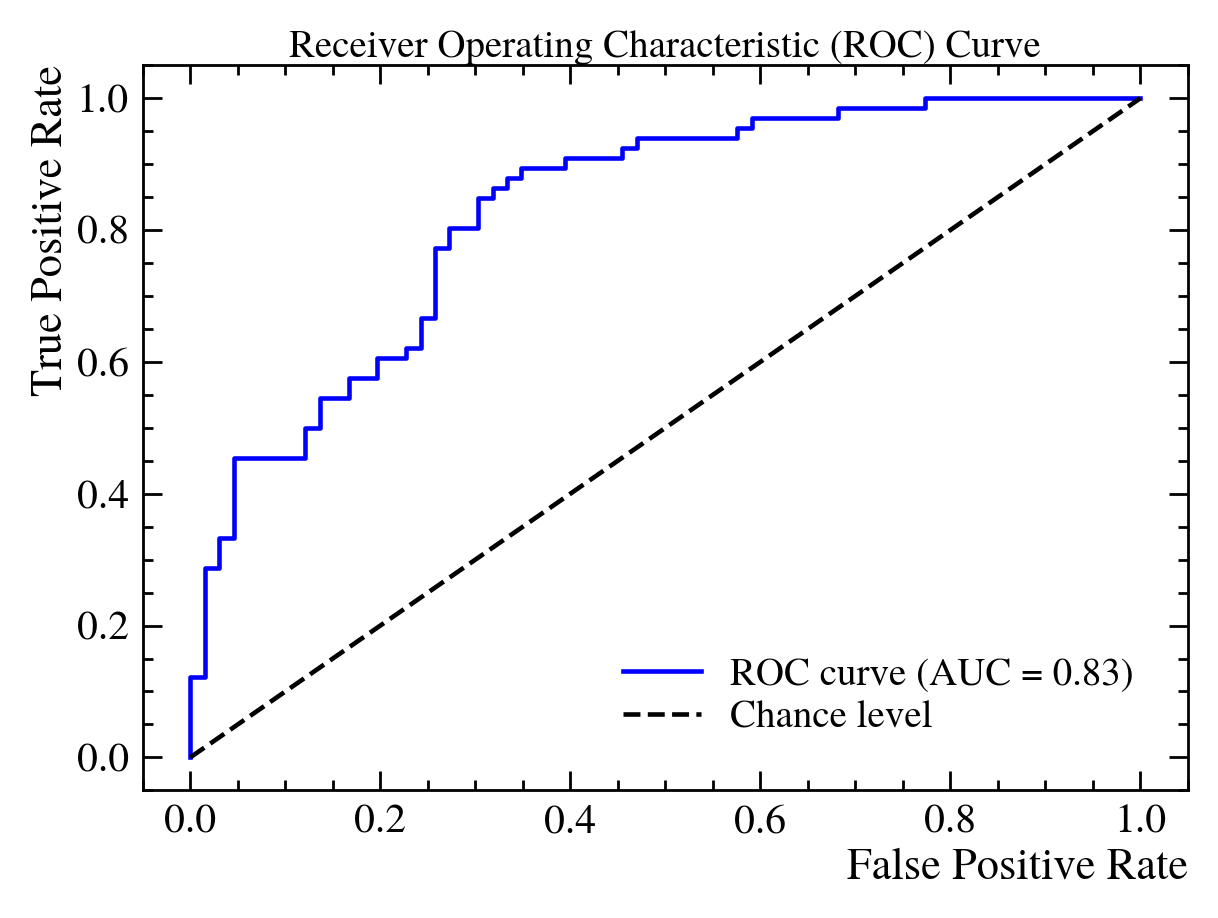 Receiver Operating Characteristic (ROC) Curve
True Positive Rate
1.0
0.8
0.6
0.4
0.2
0.0
ROC curve (AUC = 0.83)
Chance level
0.0 0.2 0.4 0.6 0.8 1.0
False Positive Rate